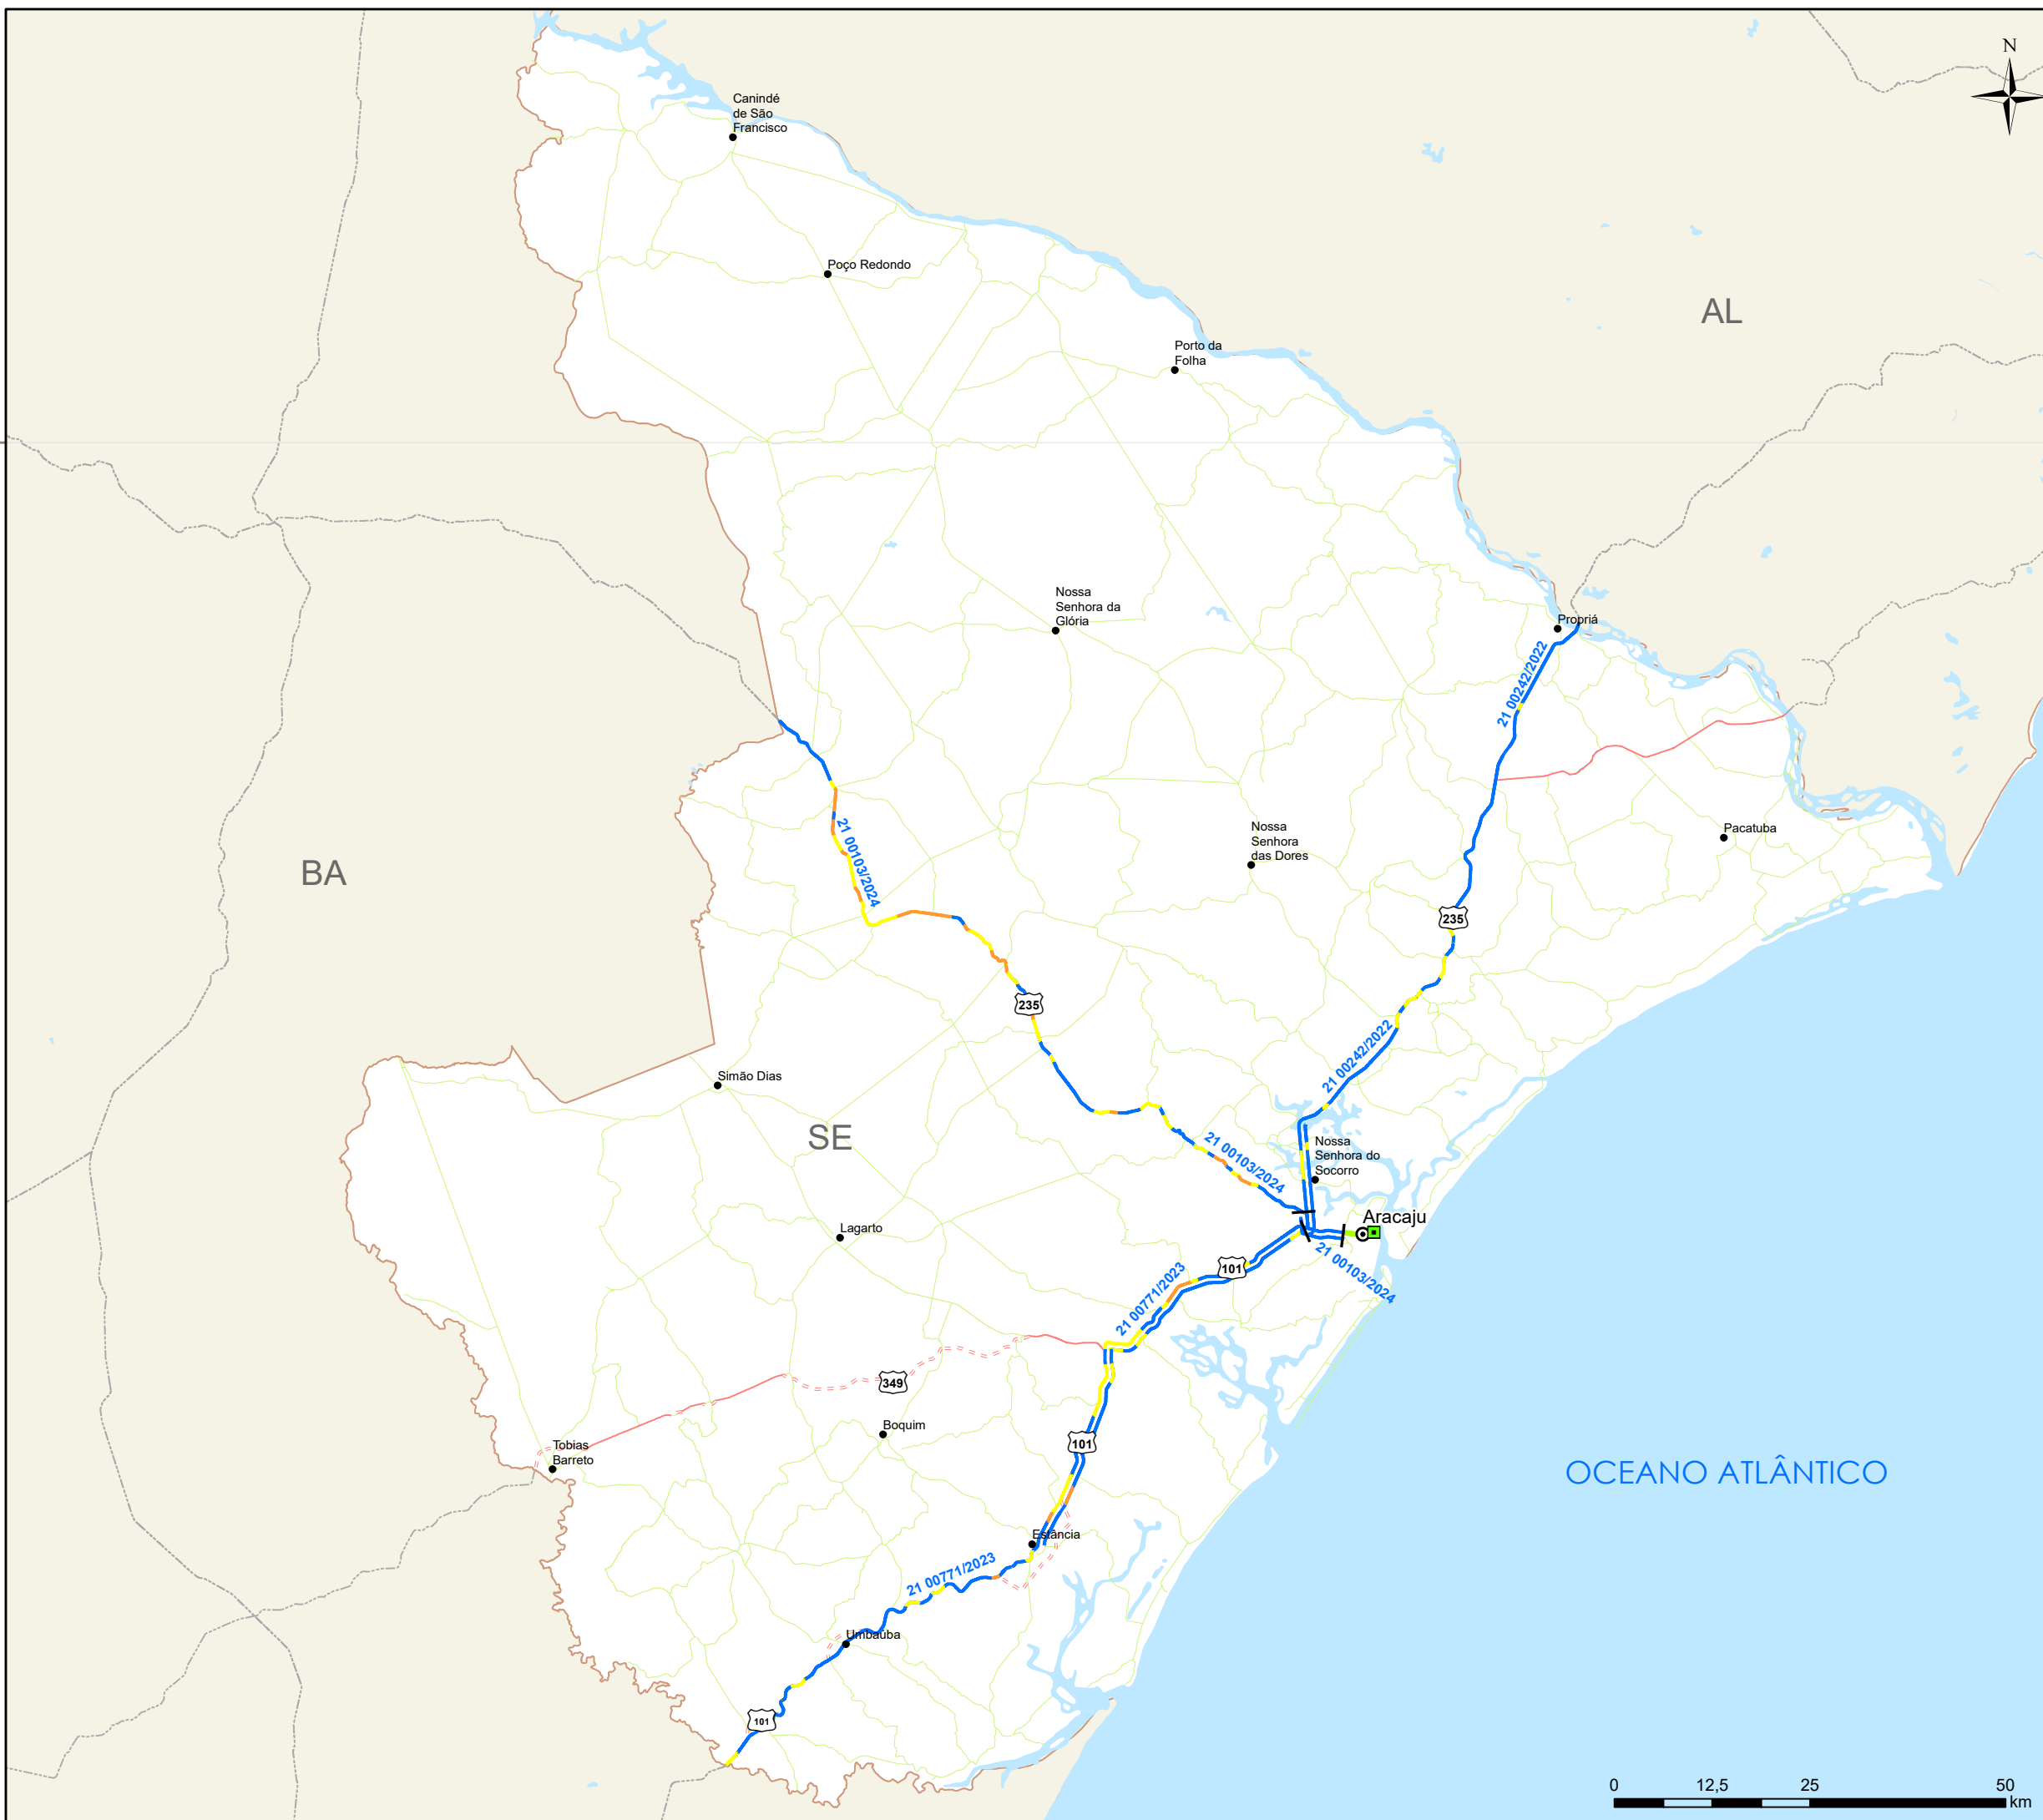 N
Canindé
de São
Francisco
Poço Redondo
AL
Porto da
Folha
Nossa
Senhora da
Glória
Propriá
21 00242/2022
Nossa
Senhora
das Dores
Pacatuba
BA
21 00103/2024
235
235
21 00242/2022
Simão Dias
SE
21 00103/2024
Nossa
Senhora do
Socorro
Aracaju
Lagarto
101
21 00103/2024
21 00771/2023
349
Boquim
101
Tobias
Barreto
OCEANO ATLÂNTICO
Estância
21 00771/2023
Umbaúba
101
0 12,5 25 50
km